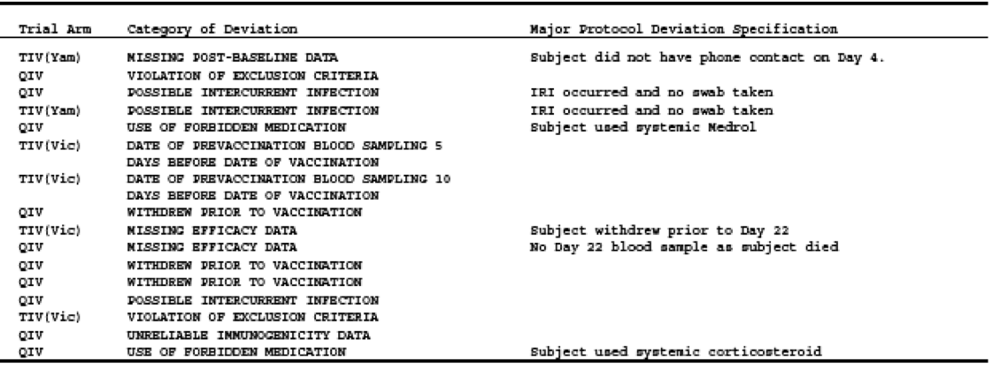 Trial Arm Category of Deviation Major Protocol Deviation Specification
TIV(Yam) MISSING POST-BASELINE DATA Subject did not have phone contact on Day 4.
QIV VIOLATION OF EXCLUSION CRITERIA
QIV POSSIBLE INTERCURRENT INFECTION IRI occurred and no swab taken
TIV(Yam) POSSIBLE INTERCURRENT INFECTION IRI occurred and no swab taken
QIV USE OF FORBIDDEN MEDICATION Subject used systemic Medrol
TIV(Vic) DATE OF PREVACCINATION BLOOD SAMPLING 5
DAYS BEFORE DATE OF VACCINATION
TIV(Vic) DATE OF PREVACCINATION BLOOD SAMPLING 10
DAYS BEFORE DATE OF VACCINATION
QIV WITHDREW PRIOR TO VACCINATION
TIV(Vic) MISSING EFFICACY DATA Subject withdrew prior to Day 22
QIV MISSING EFFICACY DATA No Day 22 blood sample as subject died
QIV WITHDREW PRIOR TO VACCINATION
QIV WITHDREW PRIOR TO VACCINATION
QIV POSSIBLE INTERCURRENT INFECTION
TIV(Vic) VIOLATION OF EXCLUSION CRITERIA
QIV UNRELIABLE IMMUNOGENICITY DATA
QIV USE OF FORBIDDEN MEDICATION Subject used systemic corticosteroid